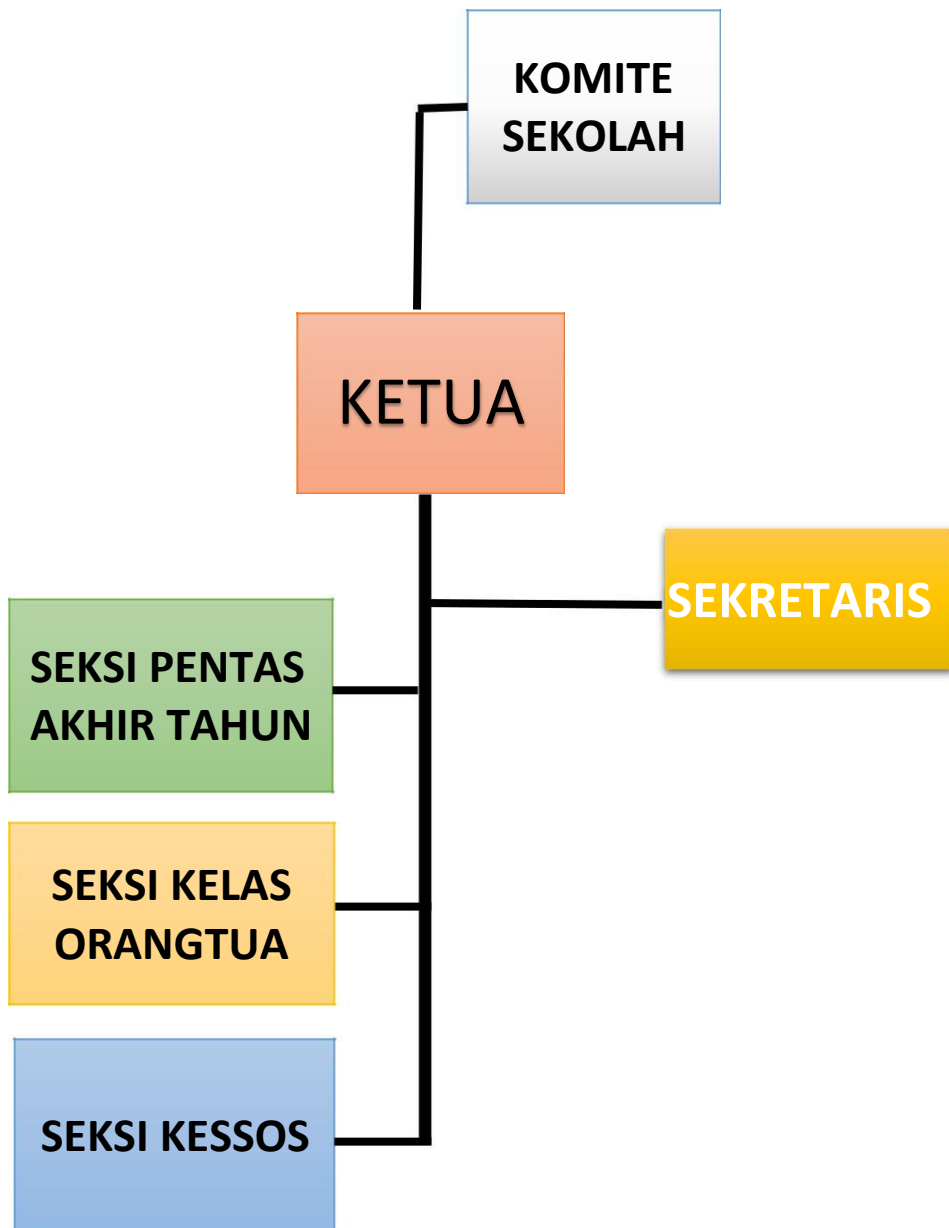 KOMITE
SEKOLAH
KETUA
SEKRETARIS
SEKSI PENTAS
AKHIR TAHUN
SEKSI KELAS
ORANGTUA
SEKSI KESSOS